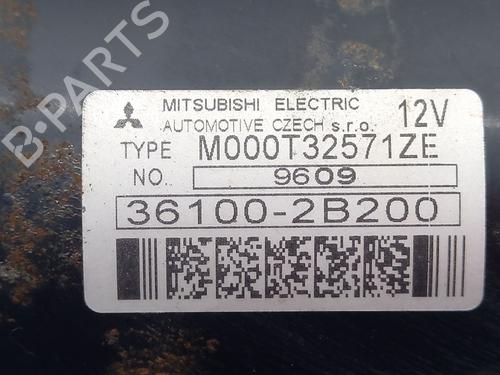 MITSUBISHI ELECTRIC
AUTOMOTIVE CZECH s.r.o. 12V
TYPE M000T32571ZE
NO. 9609
36100-2B200
B-PARTS